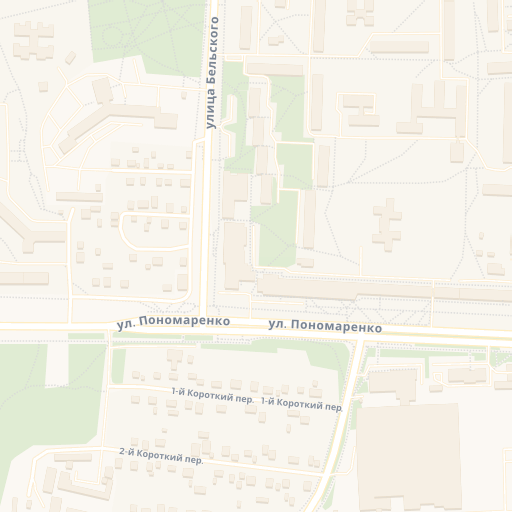 улица Бельского
ул. Пономаренко
ул. Пономаренко
1-й Короткий пер.
1-й Короткий пер.
2-й Короткий пер.